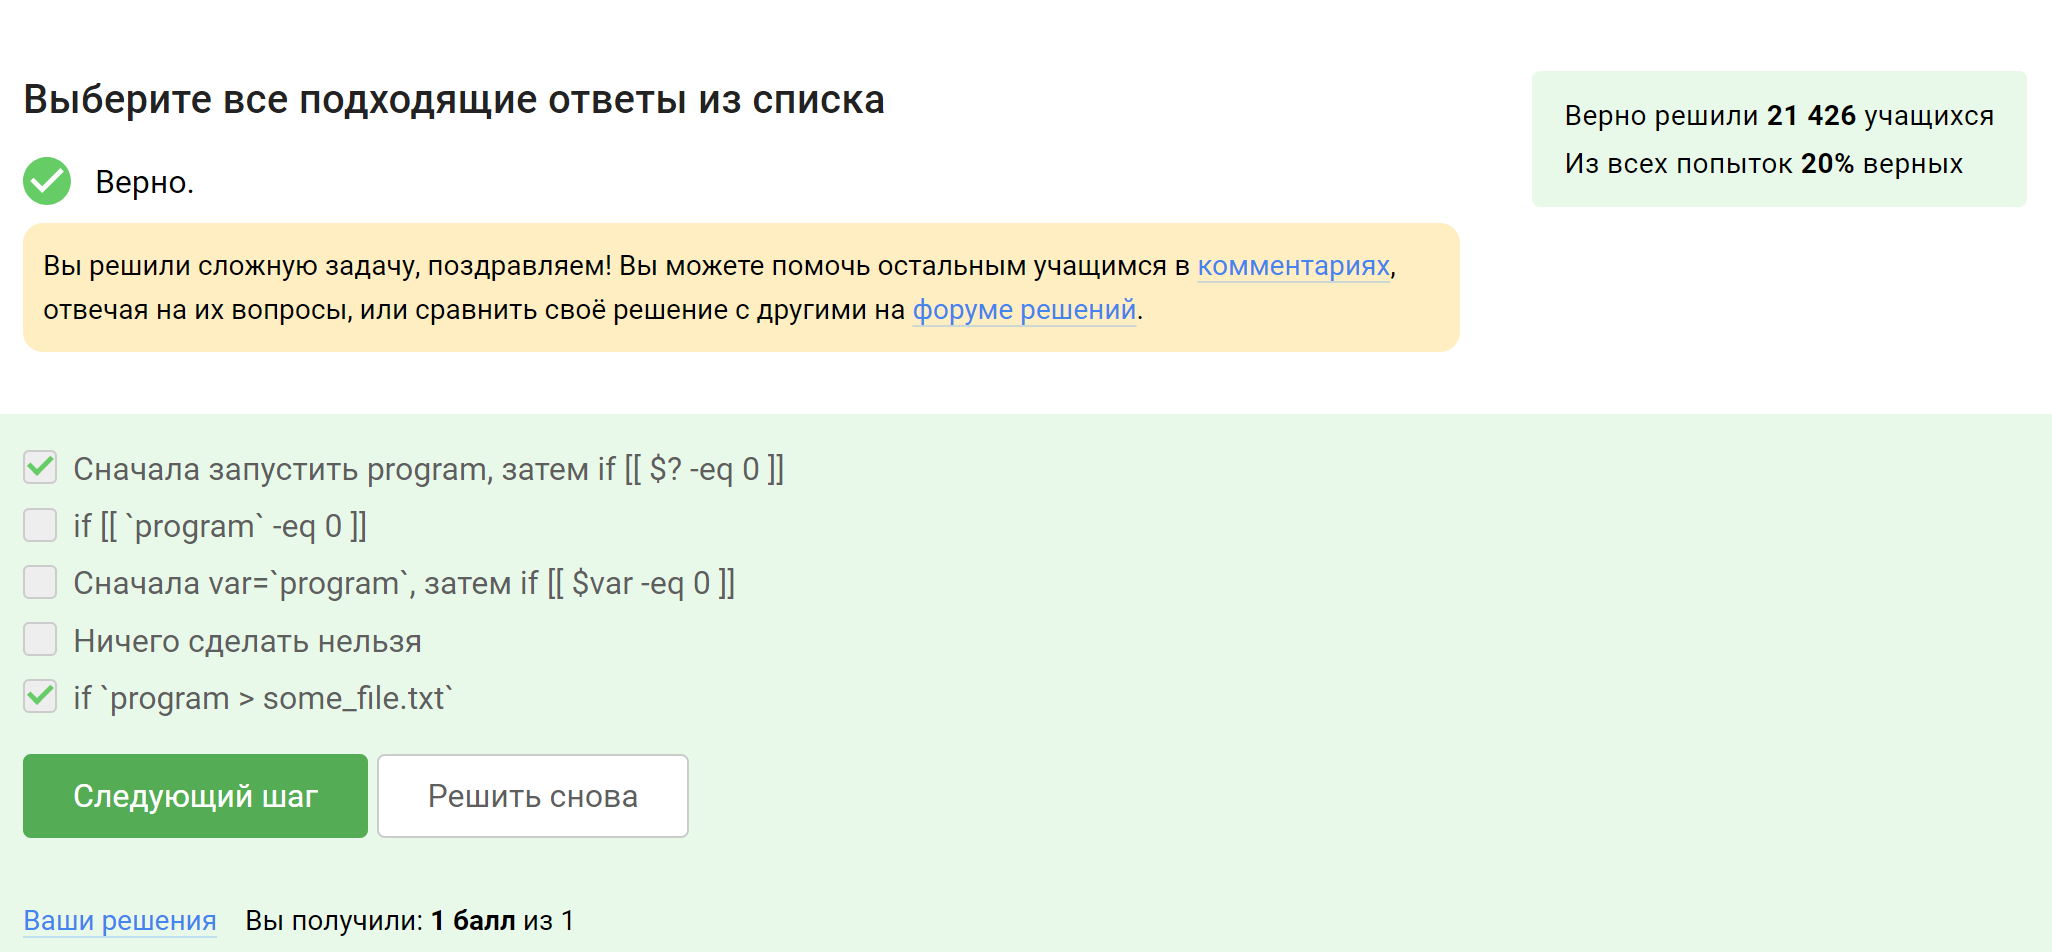 Выберите все подходящие ответы из списка
Верно решили 21 426 учащихся
Из всех попыток 20% верных
Верно.
Вы решили сложную задачу, поздравляем! Вы можете помочь остальным учащимся в комментариях,
отвечая на их вопросы, или сравнить своё решение с другими на форуме решений.
Сначала запустить program, затем if [[ $? -eq 0 ]]
if [[ `program` -eq 0 ]]
Сначала var=`program`, затем if [[ $var -eq 0 ]]
Ничего сделать нельзя
if `program > some_file.txt`
Следующий шаг
Решить снова
Ваши решения Вы получили: 1 балл из 1